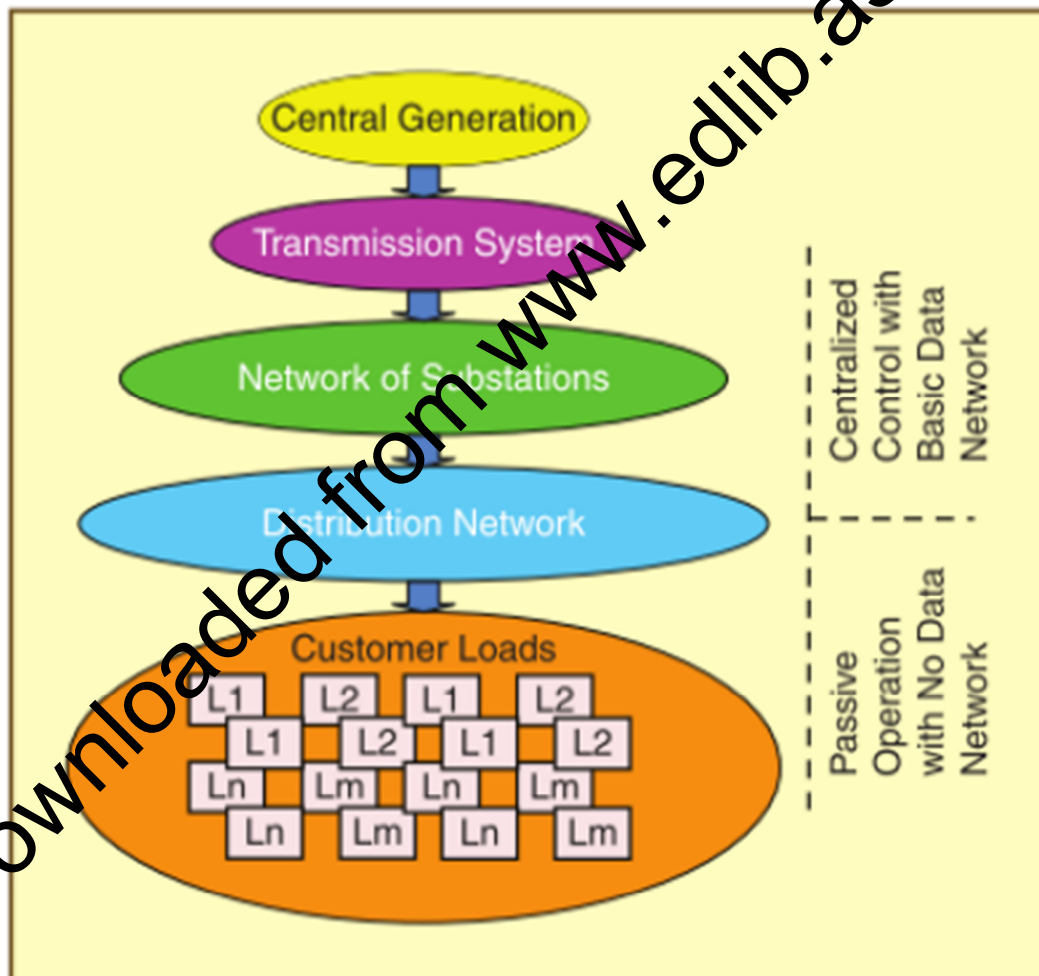 Central Generation
Transmission System
Network of Substations
Distribution Network
Customer Loads
L1 L2 L1 L2
L1 L2 L1 L2
Ln Lm Ln Lm
Ln Lm Ln Lm
Centralized
Control with
Basic Data
Network
Passive
Operation
with No Data
Network
ownloaded from www.edlib.as